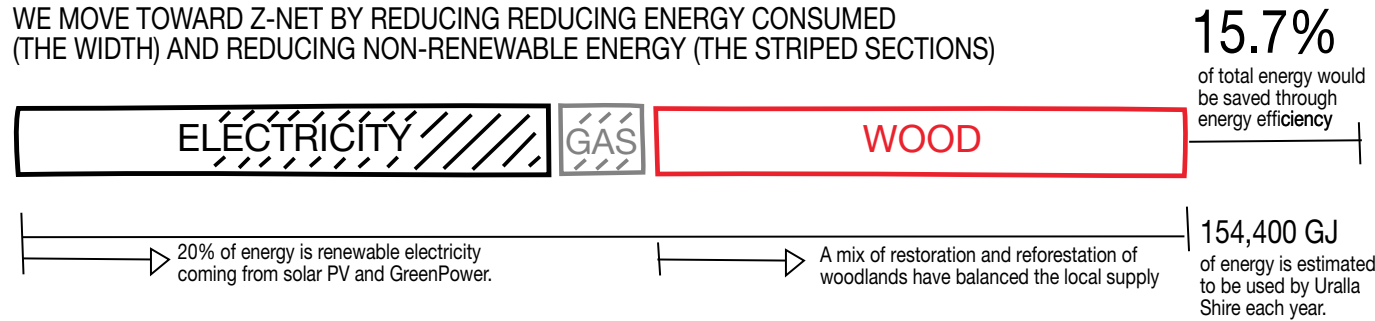 WE MOVE TOWARD Z-NET BY REDUCING REDUCING ENERGY CONSUMED
(THE WIDTH) AND REDUCING NON-RENEWABLE ENERGY (THE STRIPED SECTIONS)
15.7%
of total energy would
be saved through
energy efficiency
ELECTRICITY
GAS
WOOD
20% of energy is renewable electricity
coming from solar PV and GreenPower.
A mix of restoration and reforestation of
woodlands have balanced the local supply
154,400 GJ
of energy is estimated
to be used by Uralla
Shire each year.